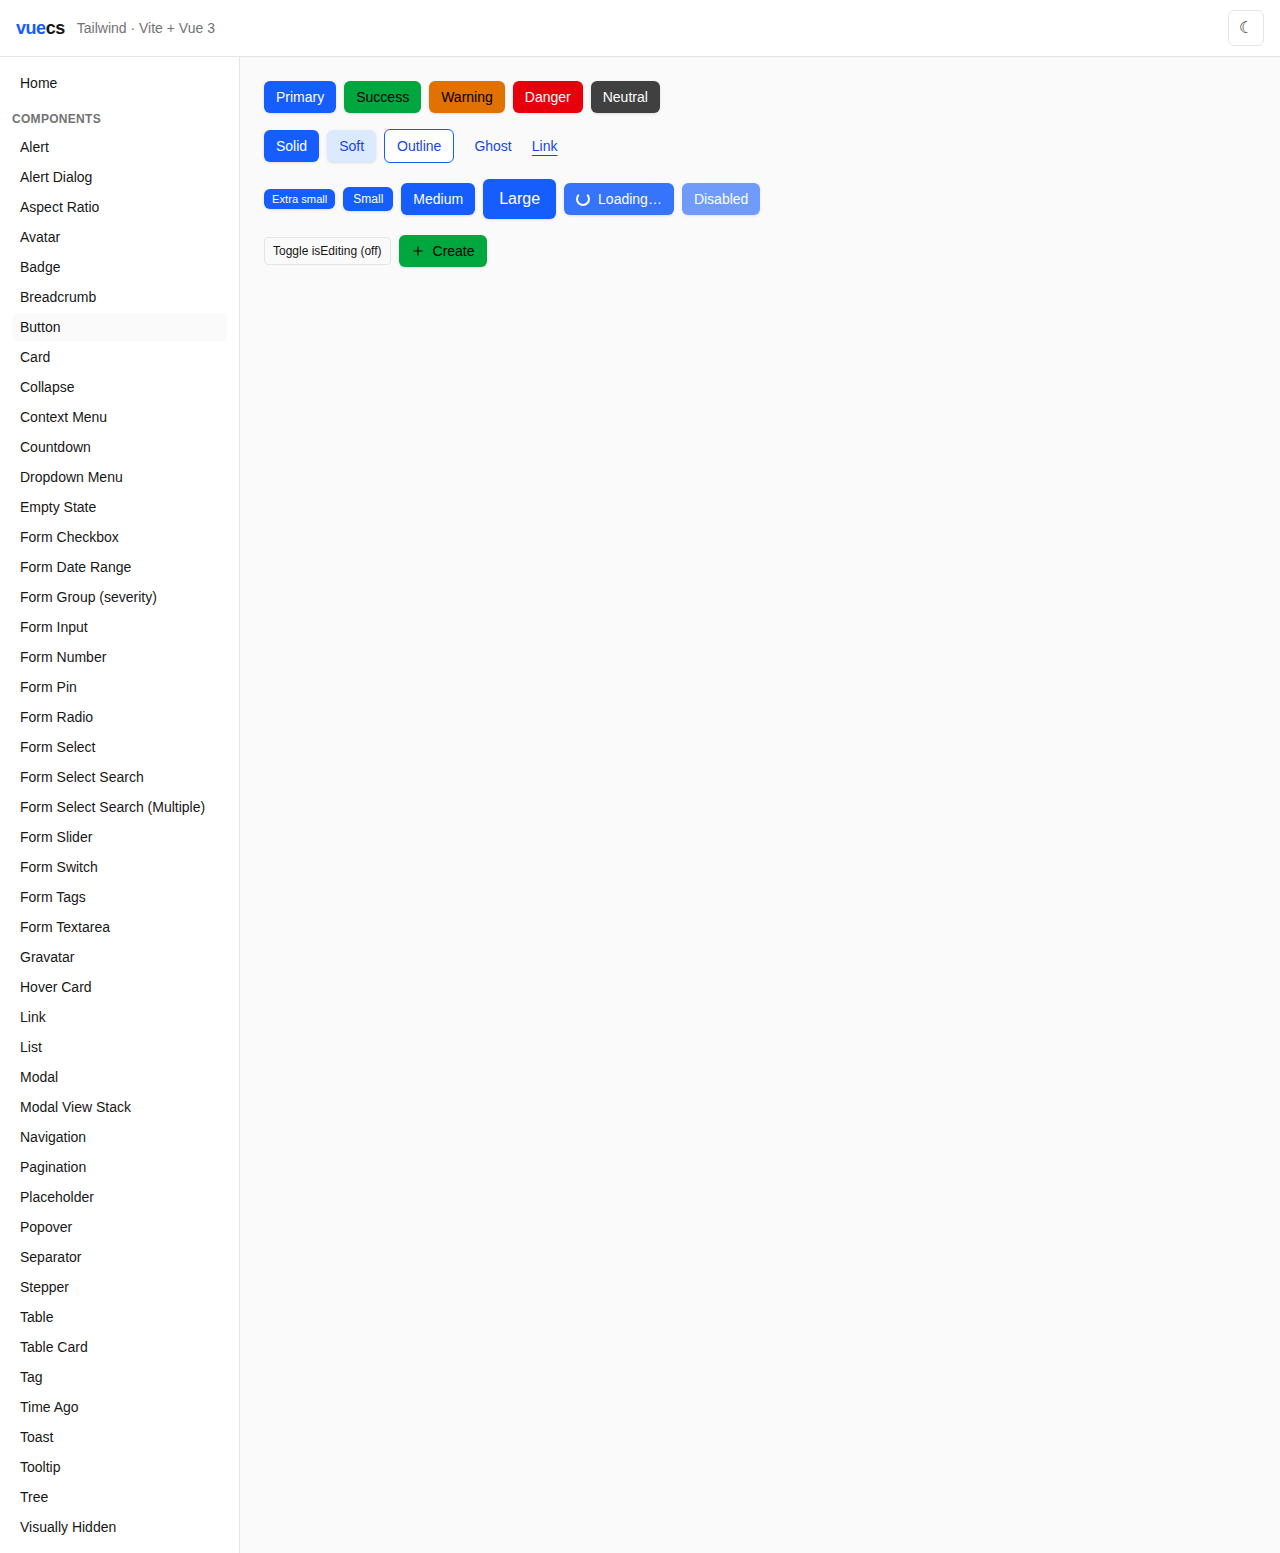 vuecs Tailwind · Vite + Vue 3
Home
COMPONENTS
Alert
Alert Dialog
Aspect Ratio
Avatar
Badge
Breadcrumb
Button
Card
Collapse
Context Menu
Countdown
Dropdown Menu
Empty State
Form Checkbox
Form Date Range
Form Group (severity)
Form Input
Form Number
Form Pin
Form Radio
Form Select
Form Select Search
Form Select Search (Multiple)
Form Slider
Form Switch
Form Tags
Form Textarea
Gravatar
Hover Card
Link
List
Modal
Modal View Stack
Navigation
Pagination
Placeholder
Popover
Separator
Stepper
Table
Table Card
Tag
Time Ago
Toast
Tooltip
Tree
Visually Hidden
Primary Success Warning Danger Neutral
Solid Soft Outline Ghost Link
Extra small Small Medium Large Loading… Disabled
Toggle isEditing (off) + Create